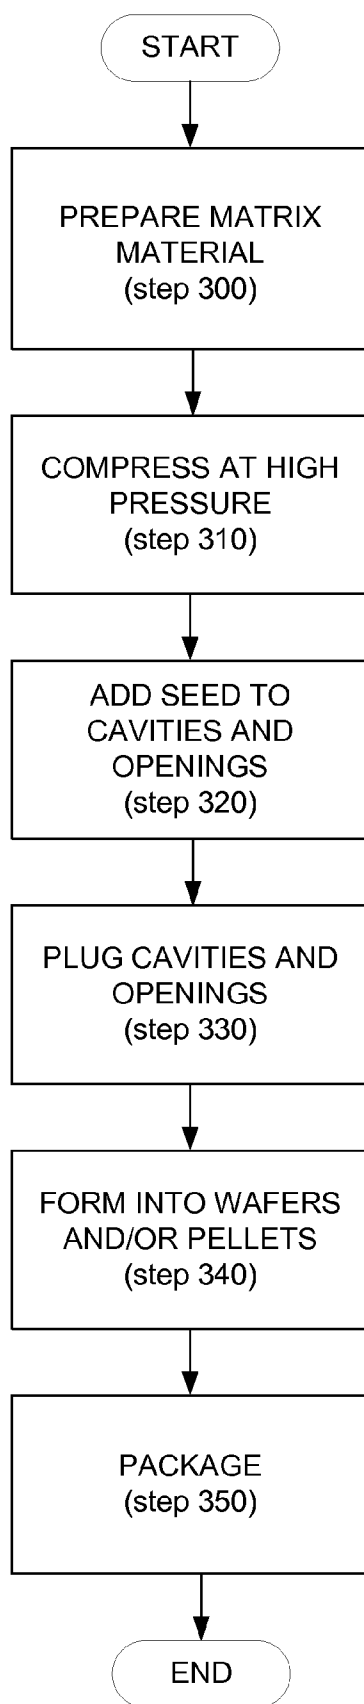 START
PREPARE MATRIX
MATERIAL
(step 300)
COMPRESS AT HIGH
PRESSURE
(step 310)
ADD SEED TO
CAVITIES AND
OPENINGS
(step 320)
PLUG CAVITIES AND
OPENINGS
(step 330)
FORM INTO WAFERS
AND/OR PELLETS
(step 340)
PACKAGE
(step 350)
END